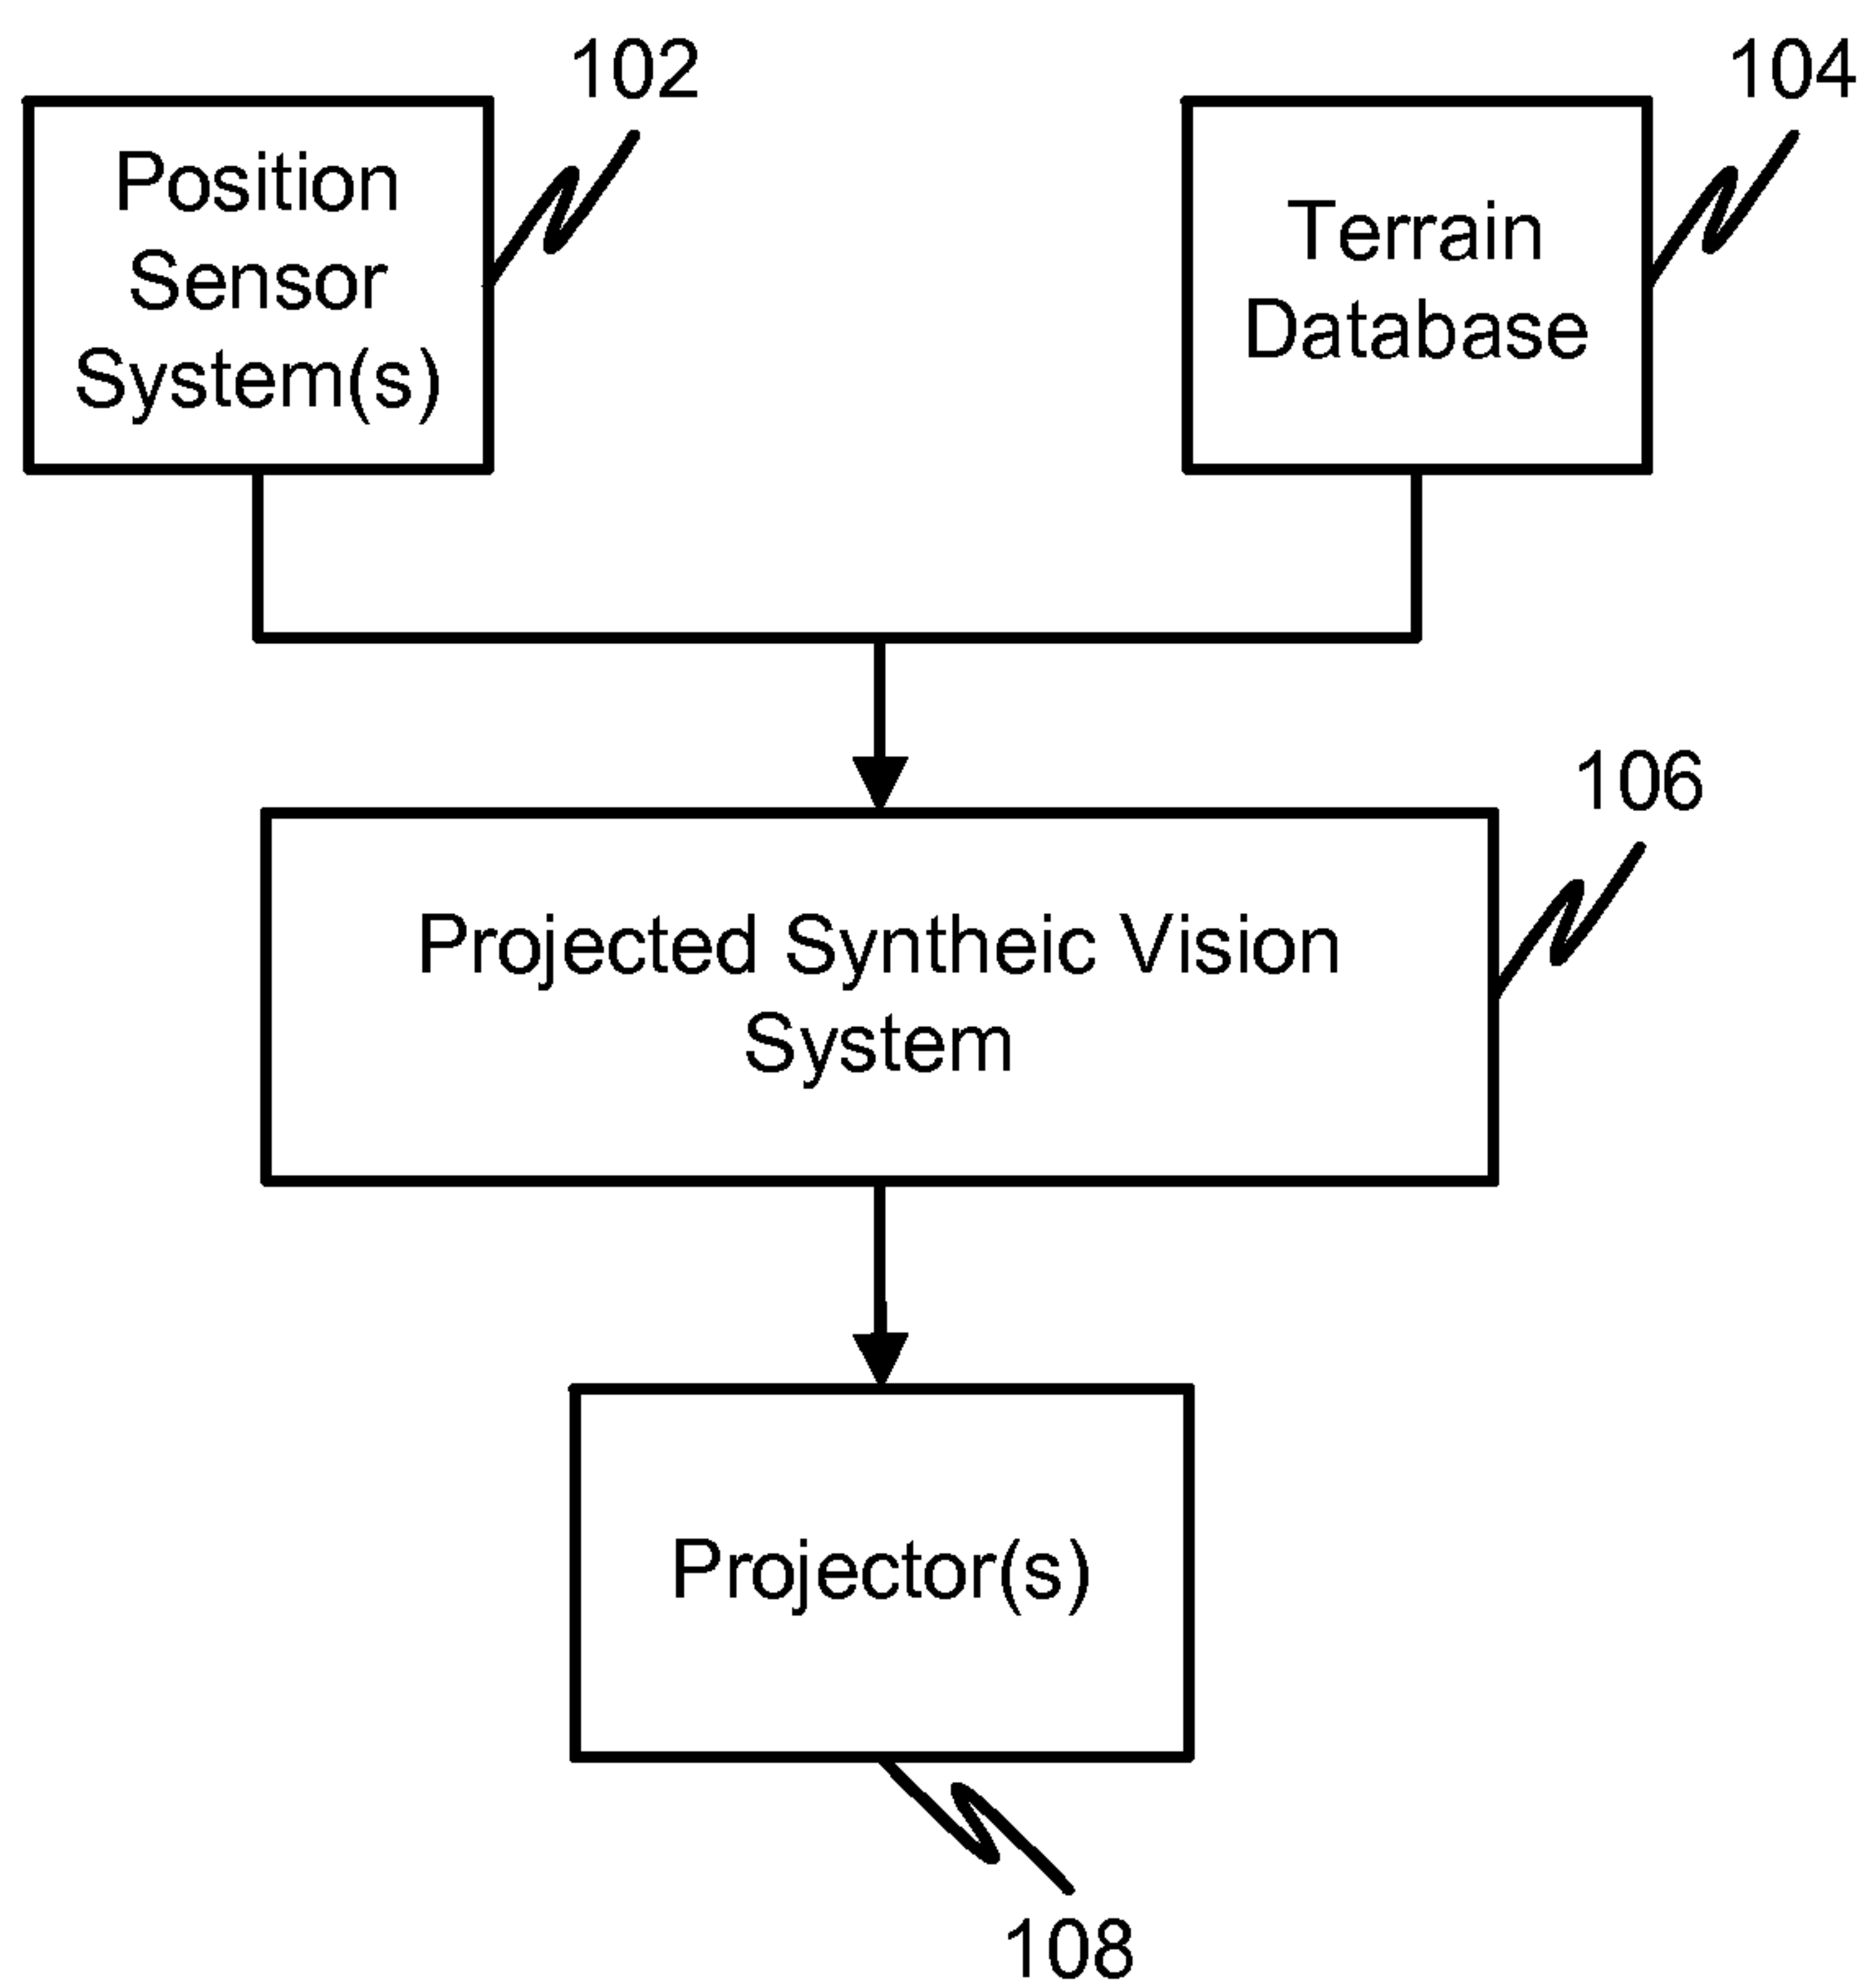 102
104
Position
Sensor
System(s)
Terrain
Database
106
Projected Syntheic Vision
System
Projector(s)
108